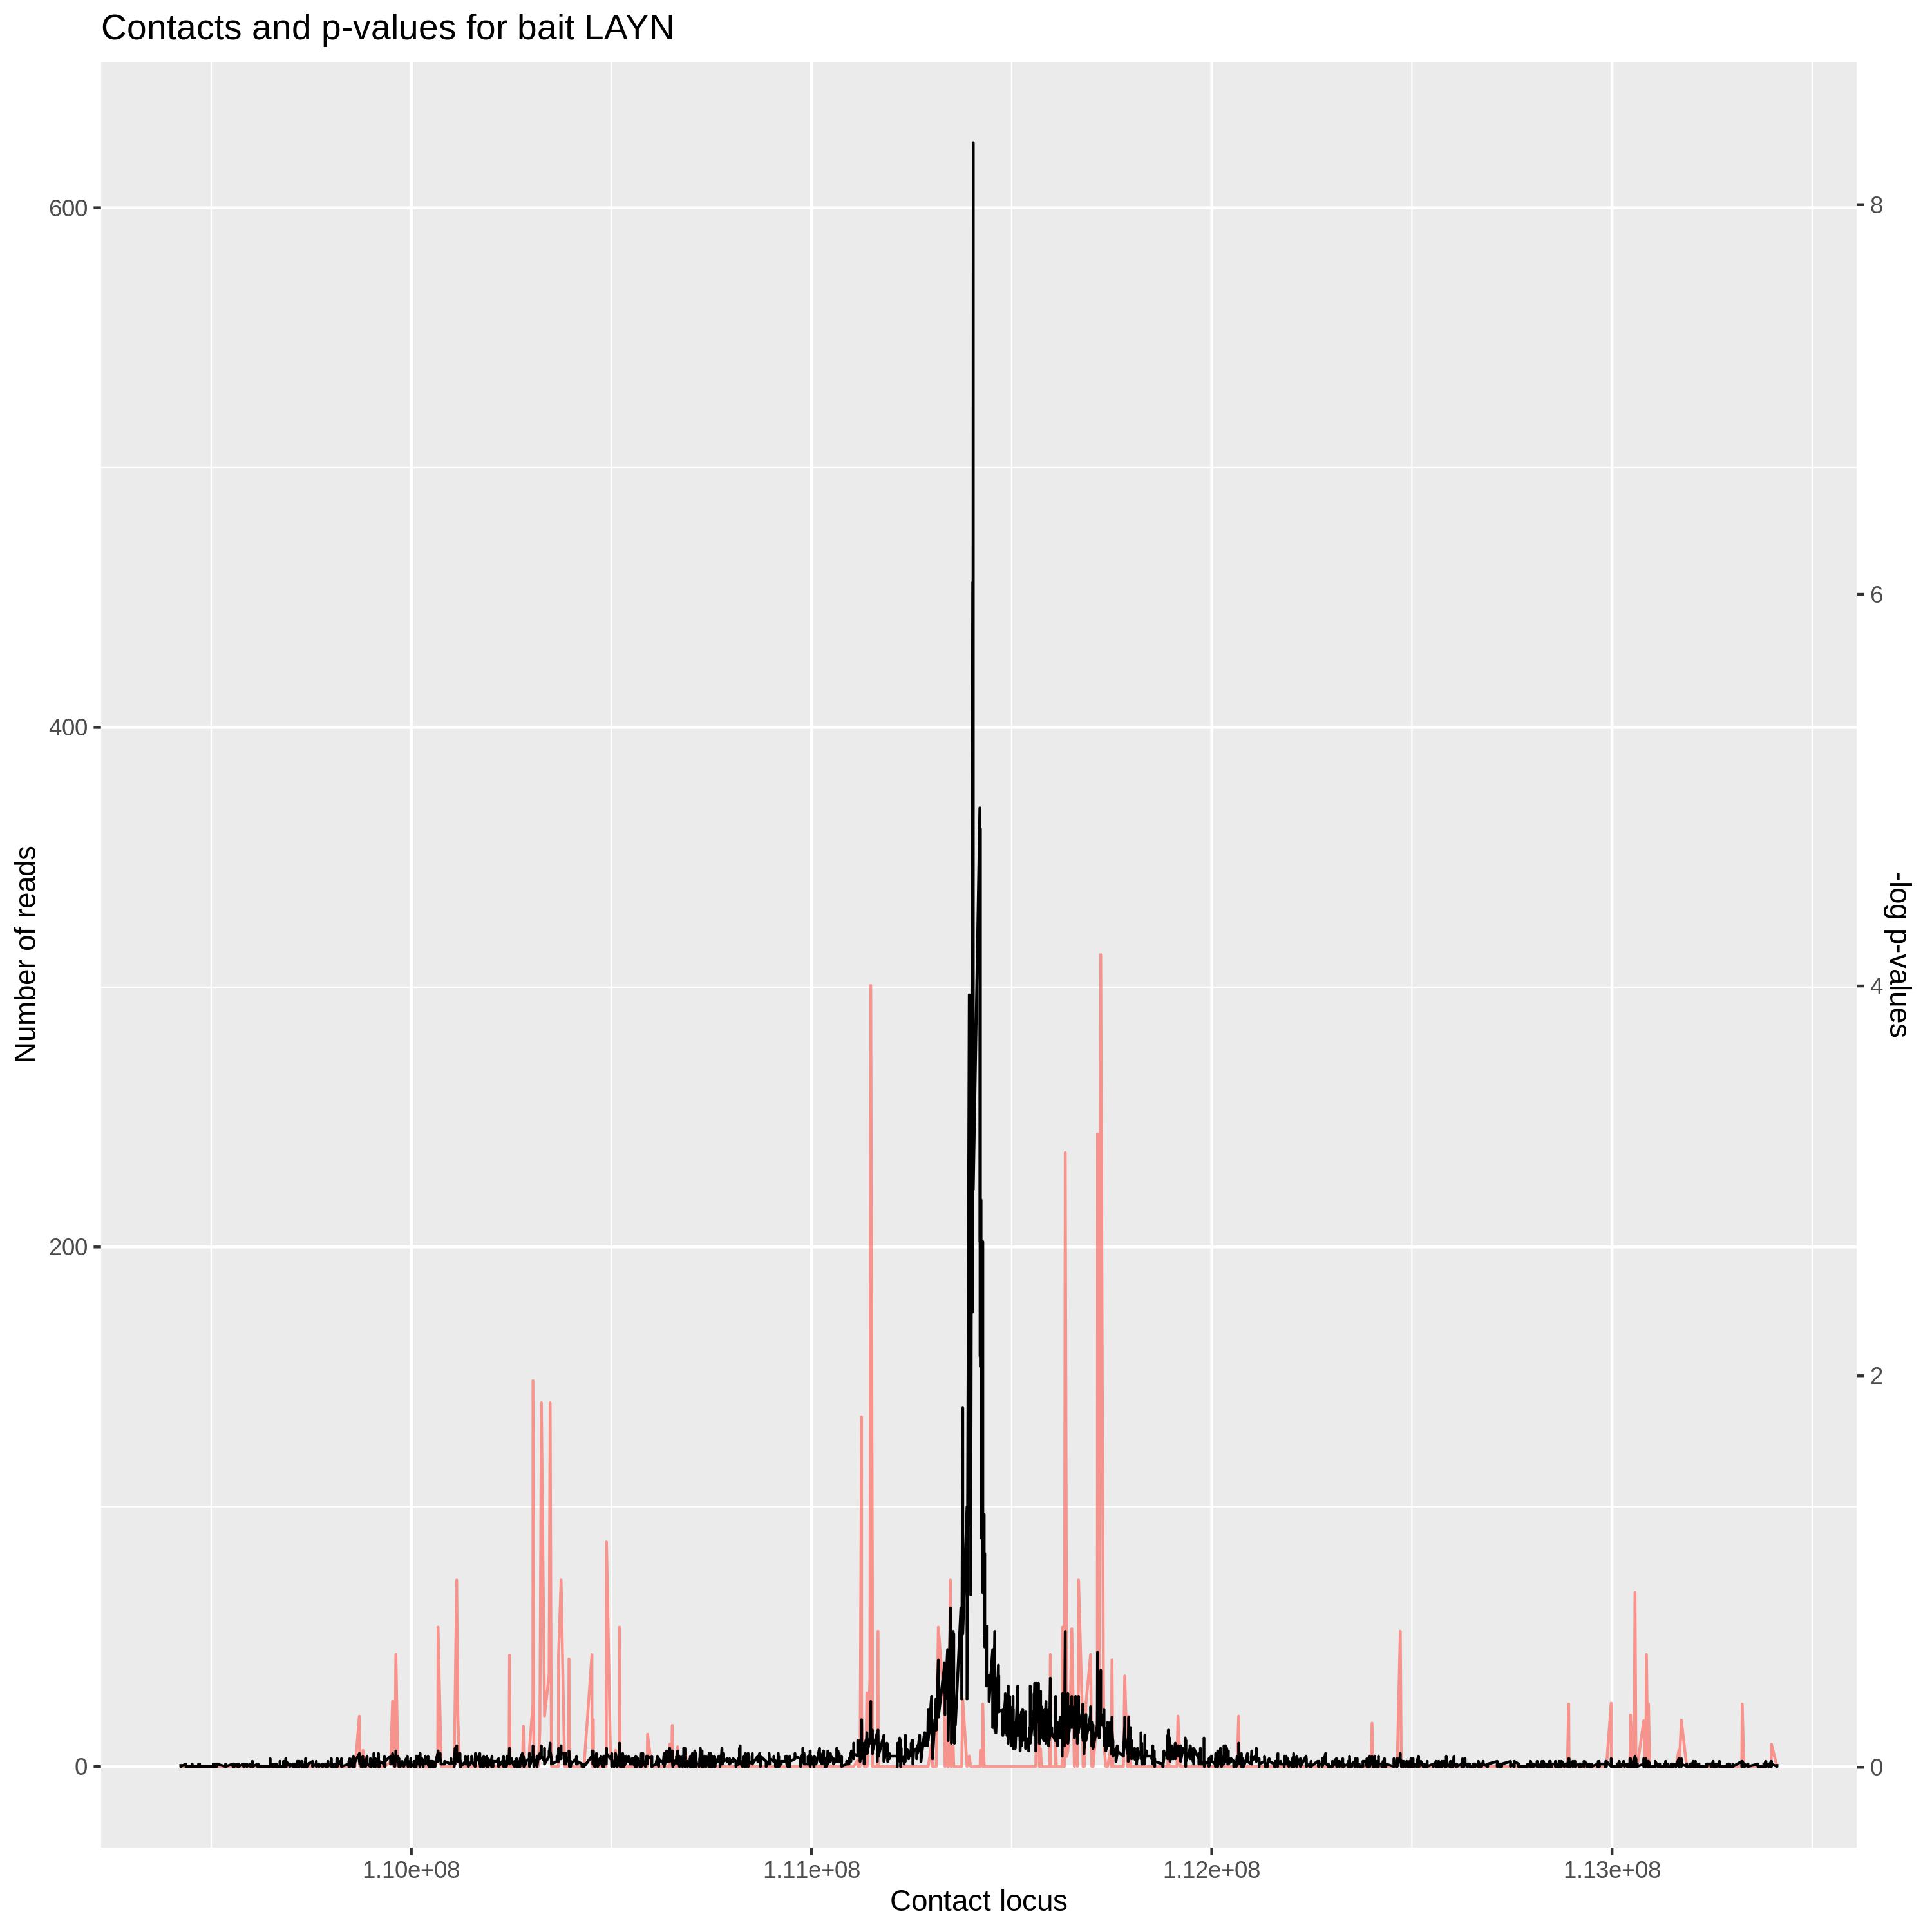 Contacts and p-values for bait LAYN
600
400
200
0
Number of reads
8
6
4
2
0
-log p-values
1.10e+08
1.11e+08
1.12e+08
1.13e+08
Contact locus